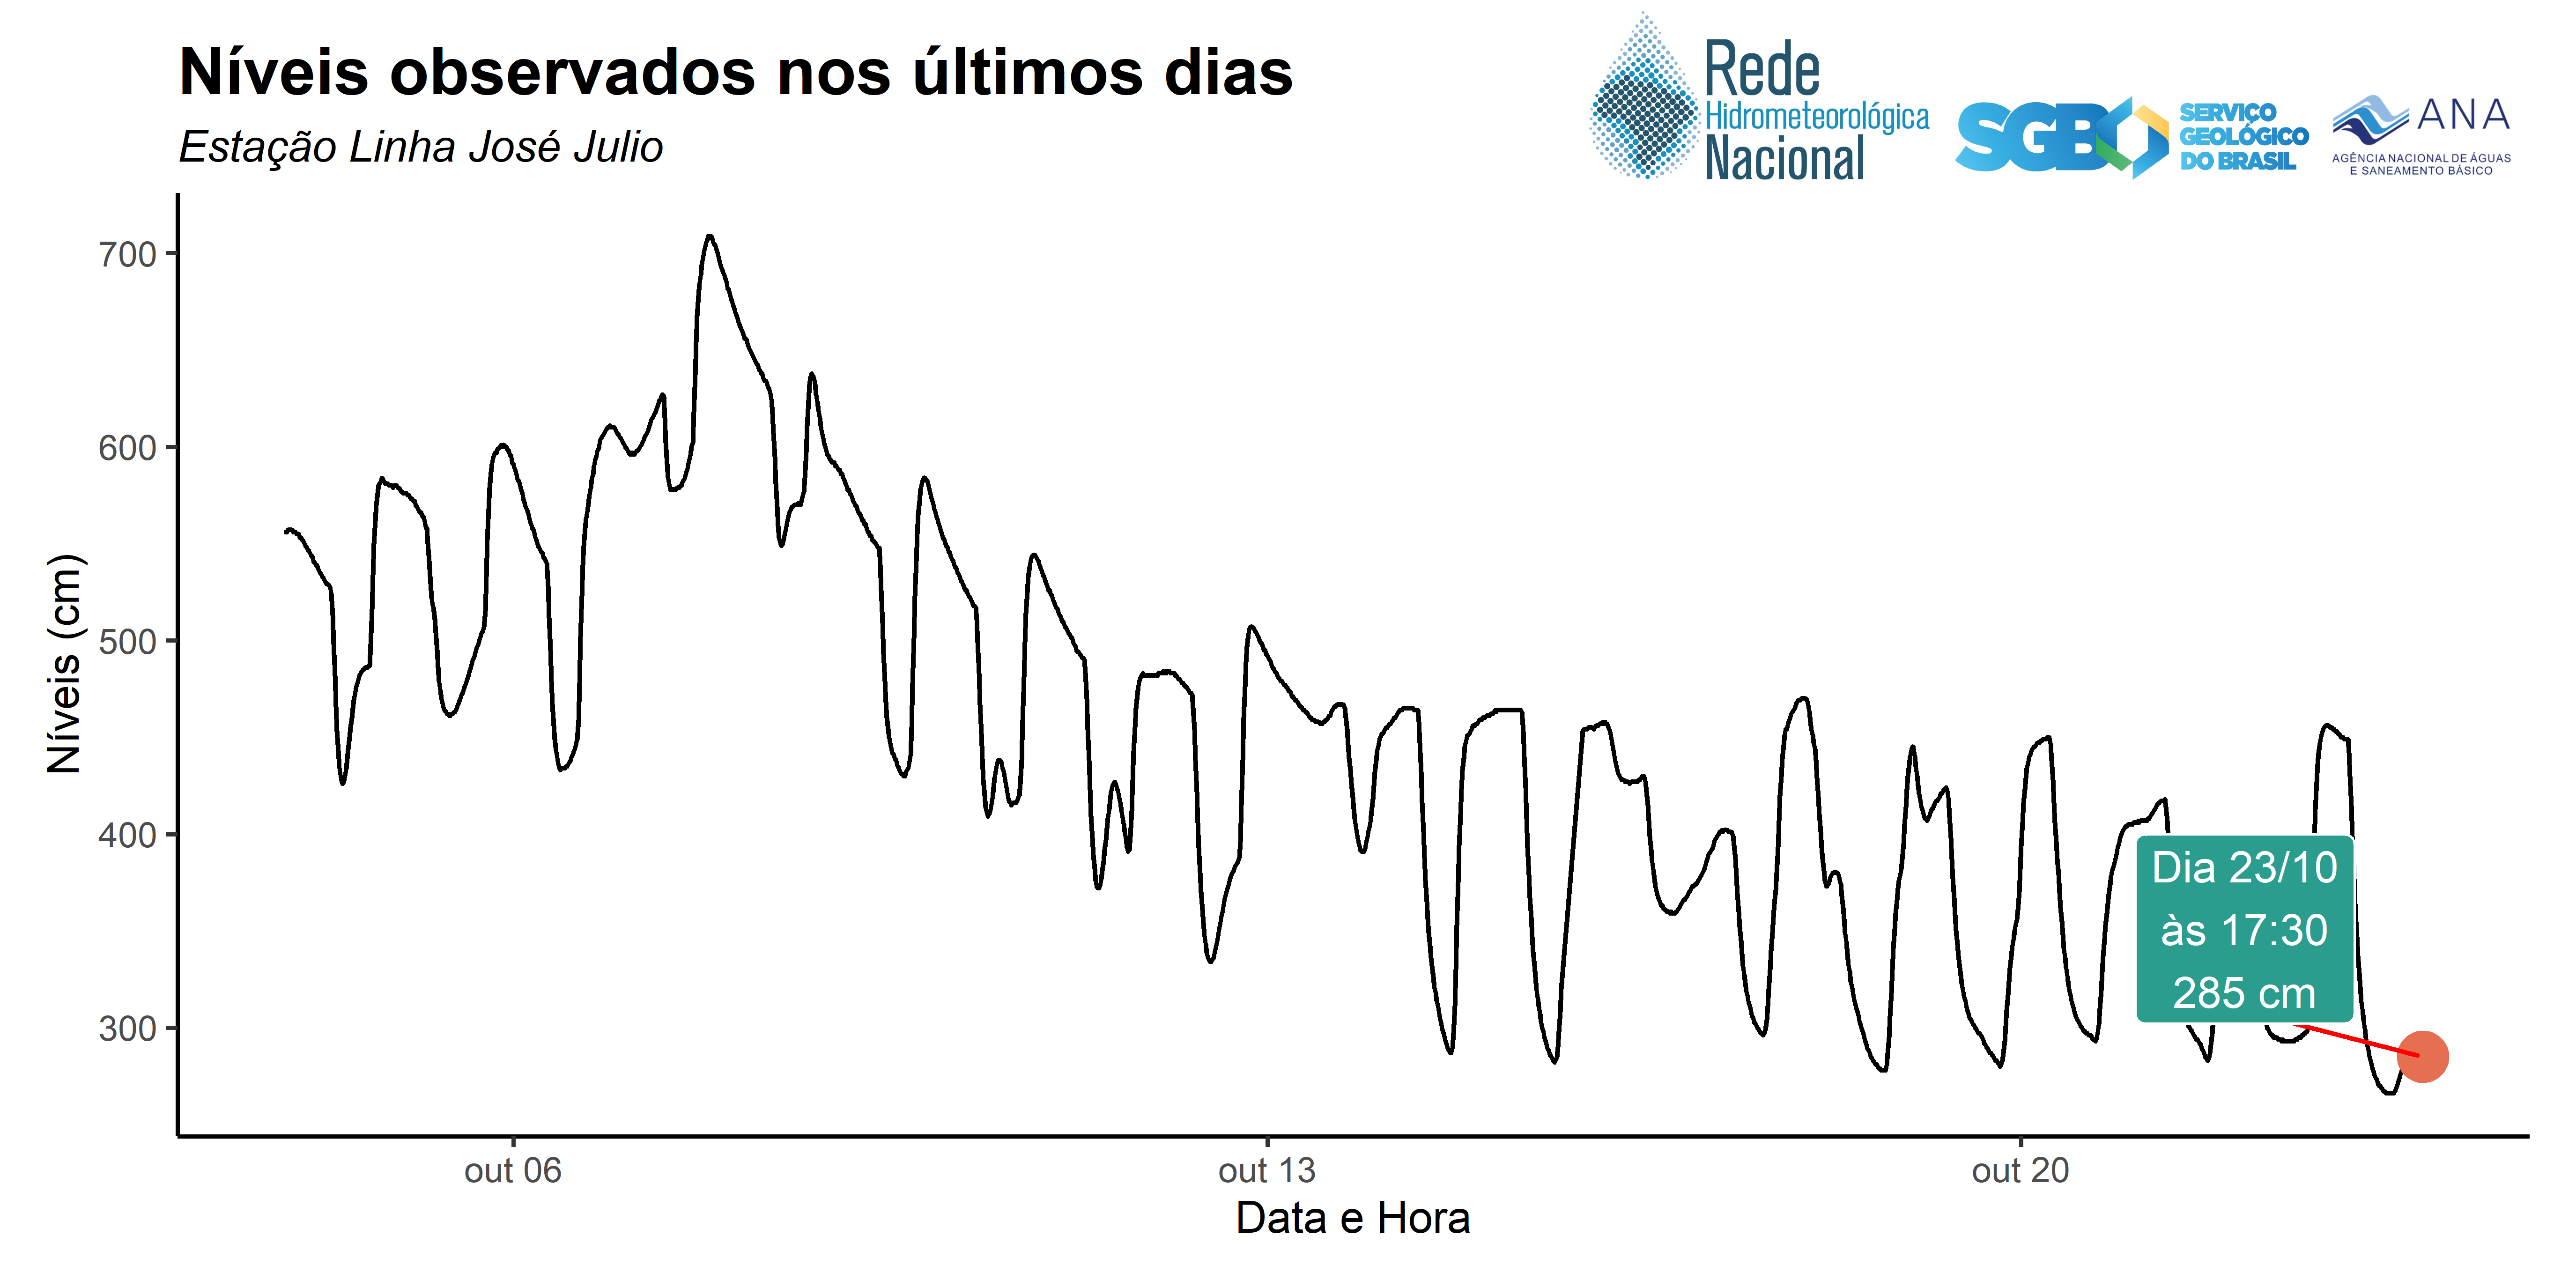 Níveis observados nos últimos dias
Estação Linha José Julio
Rede
Hidrometeorológica
Nacional
SGB
SERVIÇO
GEOLÓGICO
DO BRASIL
ANA
AGÊNCIA NACIONAL DE ÁGUAS
E SANEAMENTO BÁSICO
Níveis (cm)
700
600
500
400
300
Dia 23/10
às 17:30
285 cm
out 06
out 13
out 20
Data e Hora